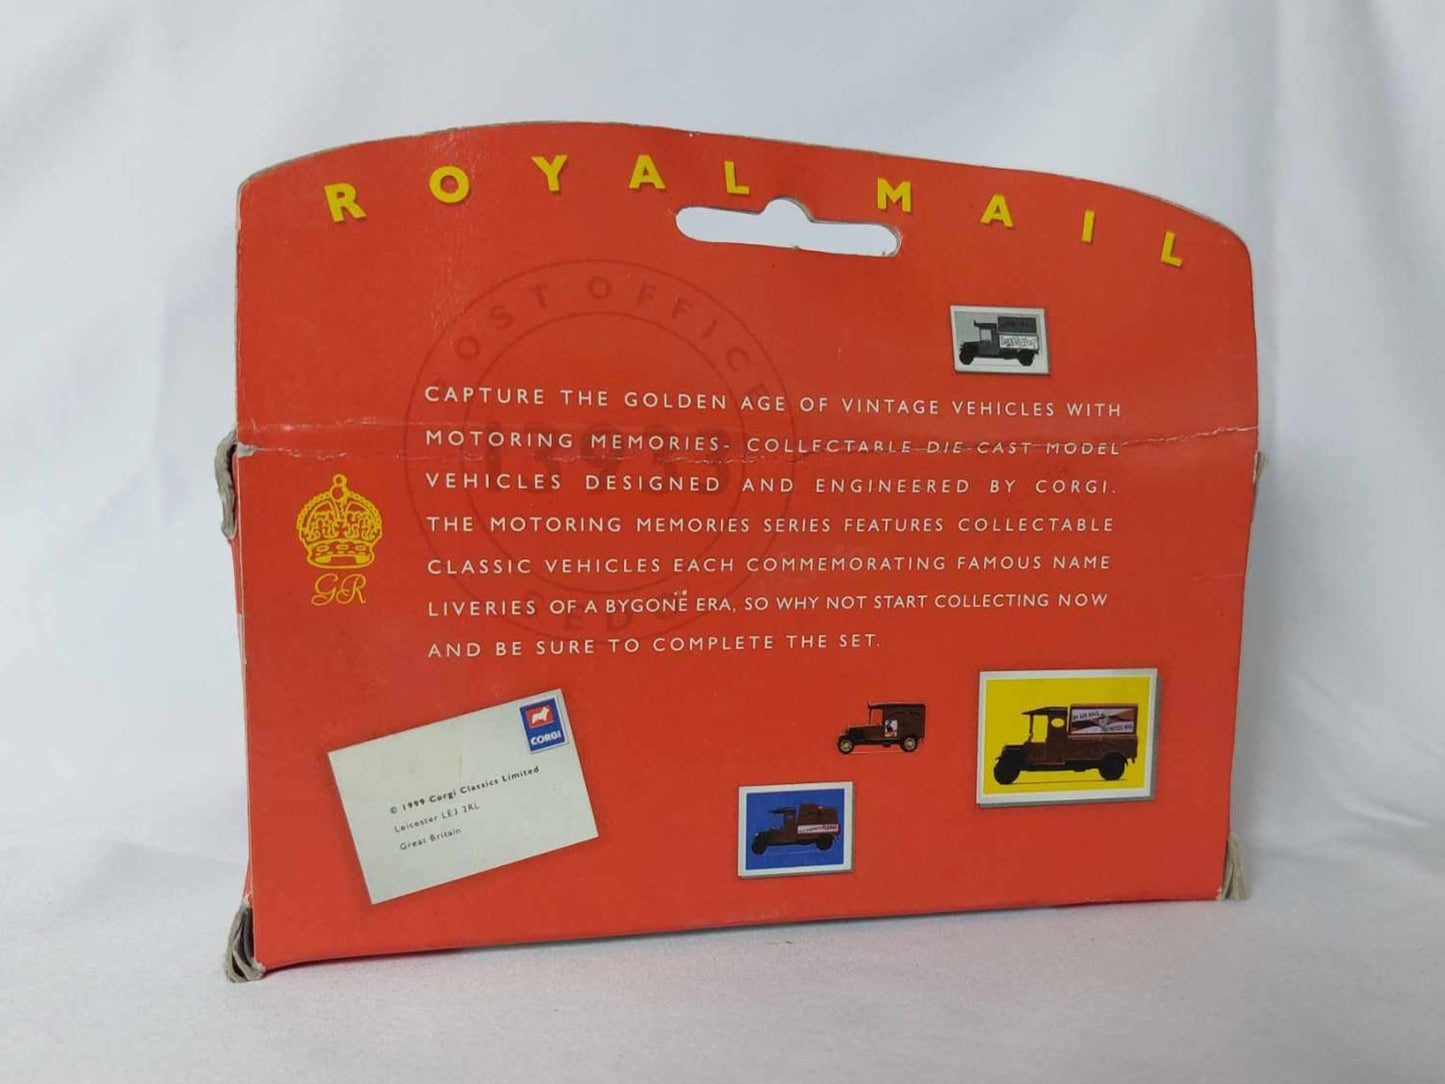 ROYAL MAIL
POST OFFICE
CAPTURE THE GOLDEN AGE OF VINTAGE VEHICLES WITH
MOTORING MEMORIES- COLLECTABLE DIE-CAST MODEL
VEHICLES DESIGNED AND ENGINEERED BY CORGI.
THE MOTORING MEMORIES SERIES FEATURES COLLECTABLE
CLASSIC VEHICLES EACH COMMEMORATING FAMOUS NAME
LIVERIES OF A BYGONE ERA, SO WHY NOT START COLLECTING NOW
AND BE SURE TO COMPLETE THE SET.
GR
CORGI
© 1999 Corgi Classics Limited
Leicester LE3 2RL
Great Britain